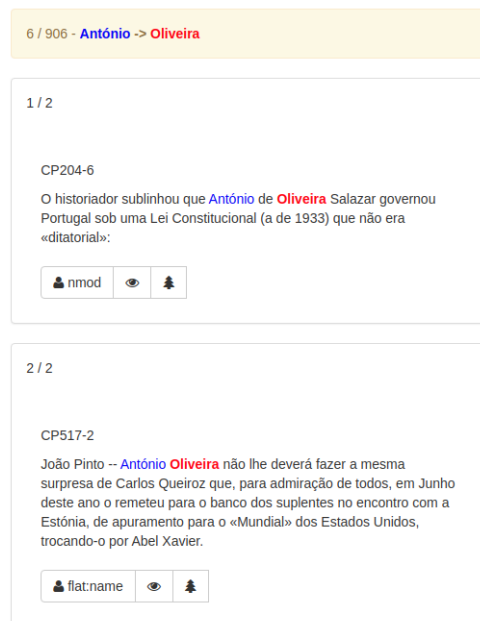 6 / 906 - António -> Oliveira
1 / 2
CP204-6
O historiador sublinhou que António de Oliveira Salazar governou
Portugal sob uma Lei Constitucional (a de 1933) que não era
«ditatorial»:
nmod
2 / 2
CP517-2
João Pinto -- António Oliveira não lhe deverá fazer a mesma
surpresa de Carlos Queiroz que, para admiração de todos, em Junho
deste ano o remeteu para o banco dos suplentes no encontro com a
Estónia, de apuramento para o «Mundial» dos Estados Unidos,
trocando-o por Abel Xavier.
flat:name